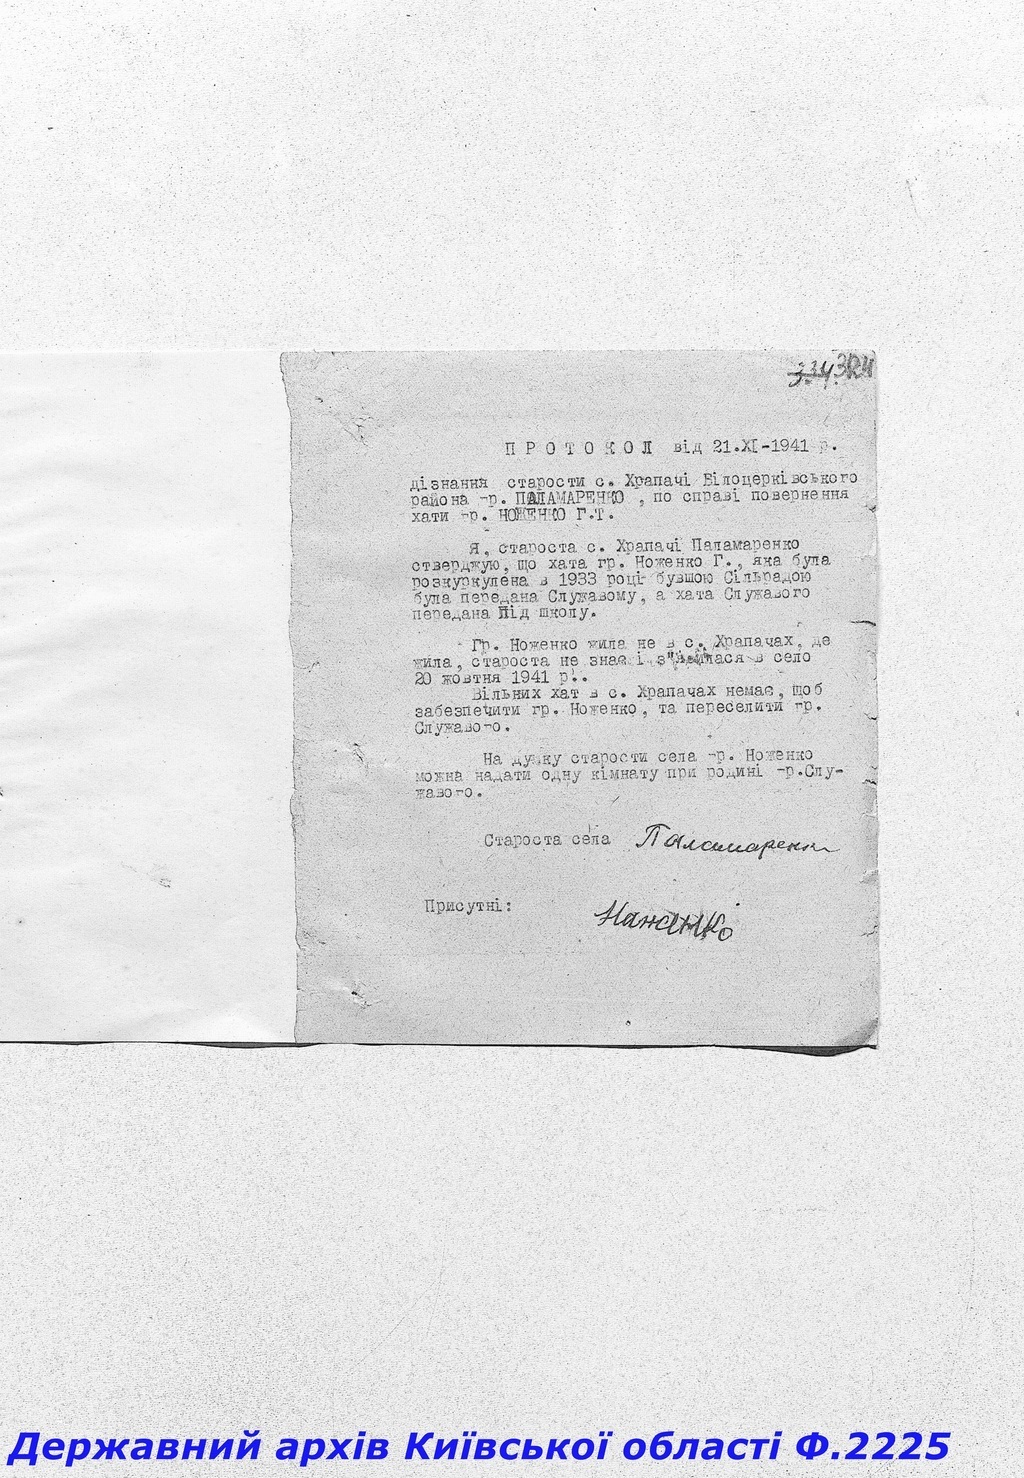 334. 324
П Р О Т О К О Л від 21.XI-1941 р.
дізнання старости с. Храпачі Білоцерківського
района гр. ПАЛАМАРЕНКО , по справі повернення
хати гр. НОЖЕНКО Г.Т.
Я, староста с. Храпачі Паламаренко
стверджую, що хата гр. Ноженко Г., яка була
розкуркулена в 1933 році бувшою Сільрадою
була передана Служавому, а хата Служавого
передана Під школу.
Гр. Ноженко жила не в с. Храпачах, де
жила, староста не знає і з"явилася в село
20 жовтня 1941 р..
Вільних хат в с. Храпачах немає, щоб
забезпечити гр. Ноженко, та переселити гр.
Служавого.
На думку старости села гр. Ноженко
можна надати одну кімнату при родині гр.Слу-
жавого.
Староста села Паламаренк
Присутні:
Наженко
Державний архів Київської області Ф.2225